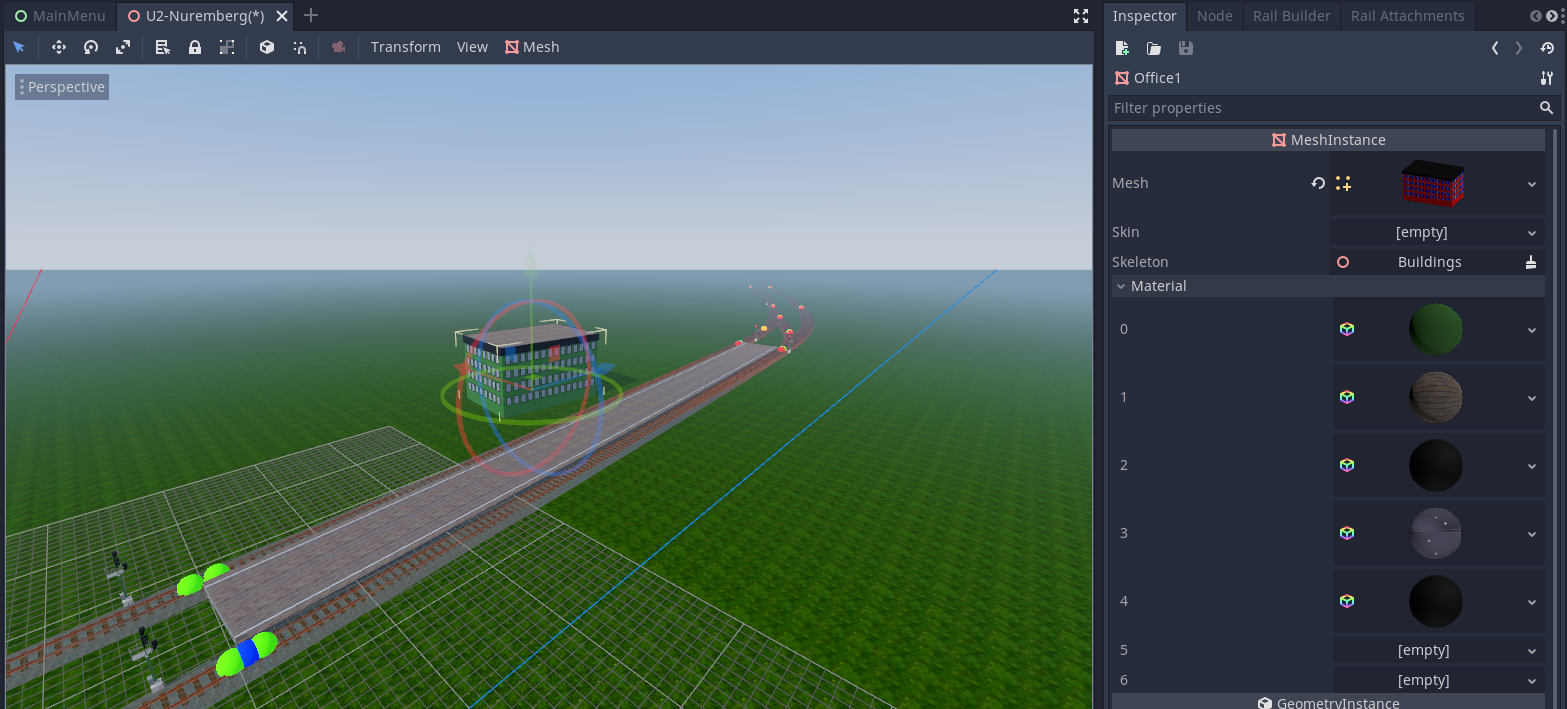 MainMenu
U2-Nuremberg(*)
Transform View Mesh
Perspective
Inspector Node Rail Builder Rail Attachments
Office1
Filter properties
MeshInstance
Mesh
Skin [empty]
Skeleton Buildings
Material
0
1
2
3
4
5 [empty]
6 [empty]
GeometryInstance